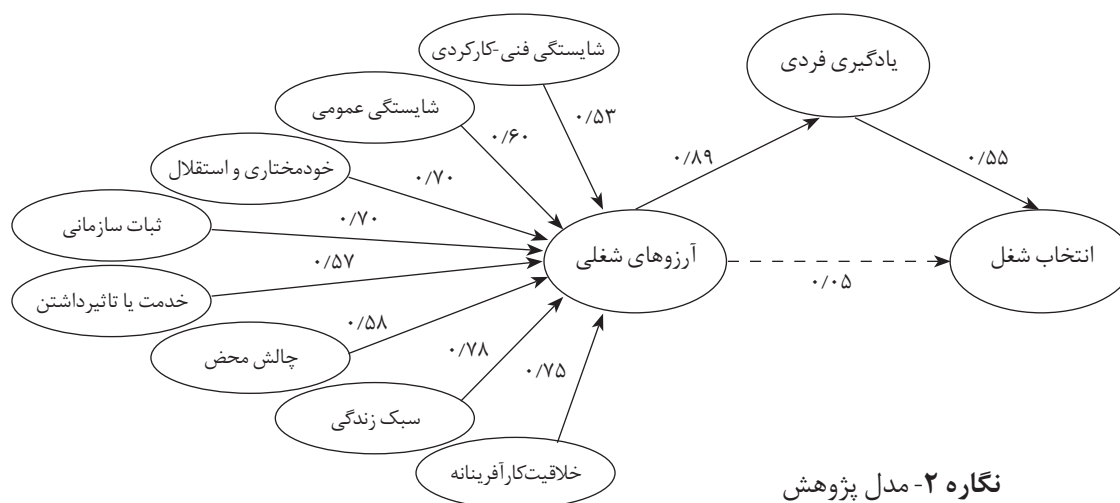 شایستگی فنی-کارکردی
یادگیری فردی
شایستگی عمومی
۰/۵۳
۰/۶۰
۰/۸۹
۰/۵۵
خودمختاری و استقلال
۰/۷۰
ثبات سازمانی
۰/۷۰
آرزوهای شغلی
انتخاب شغل
۰/۵۷
۰/۰۵
خدمت یا تاثیرداشتن
۰/۵۸
چالش محض
۰/۷۸
۰/۷۵
سبک زندگی
خلاقیت‌کارآفرینانه
نگاره ۲- مدل پژوهش